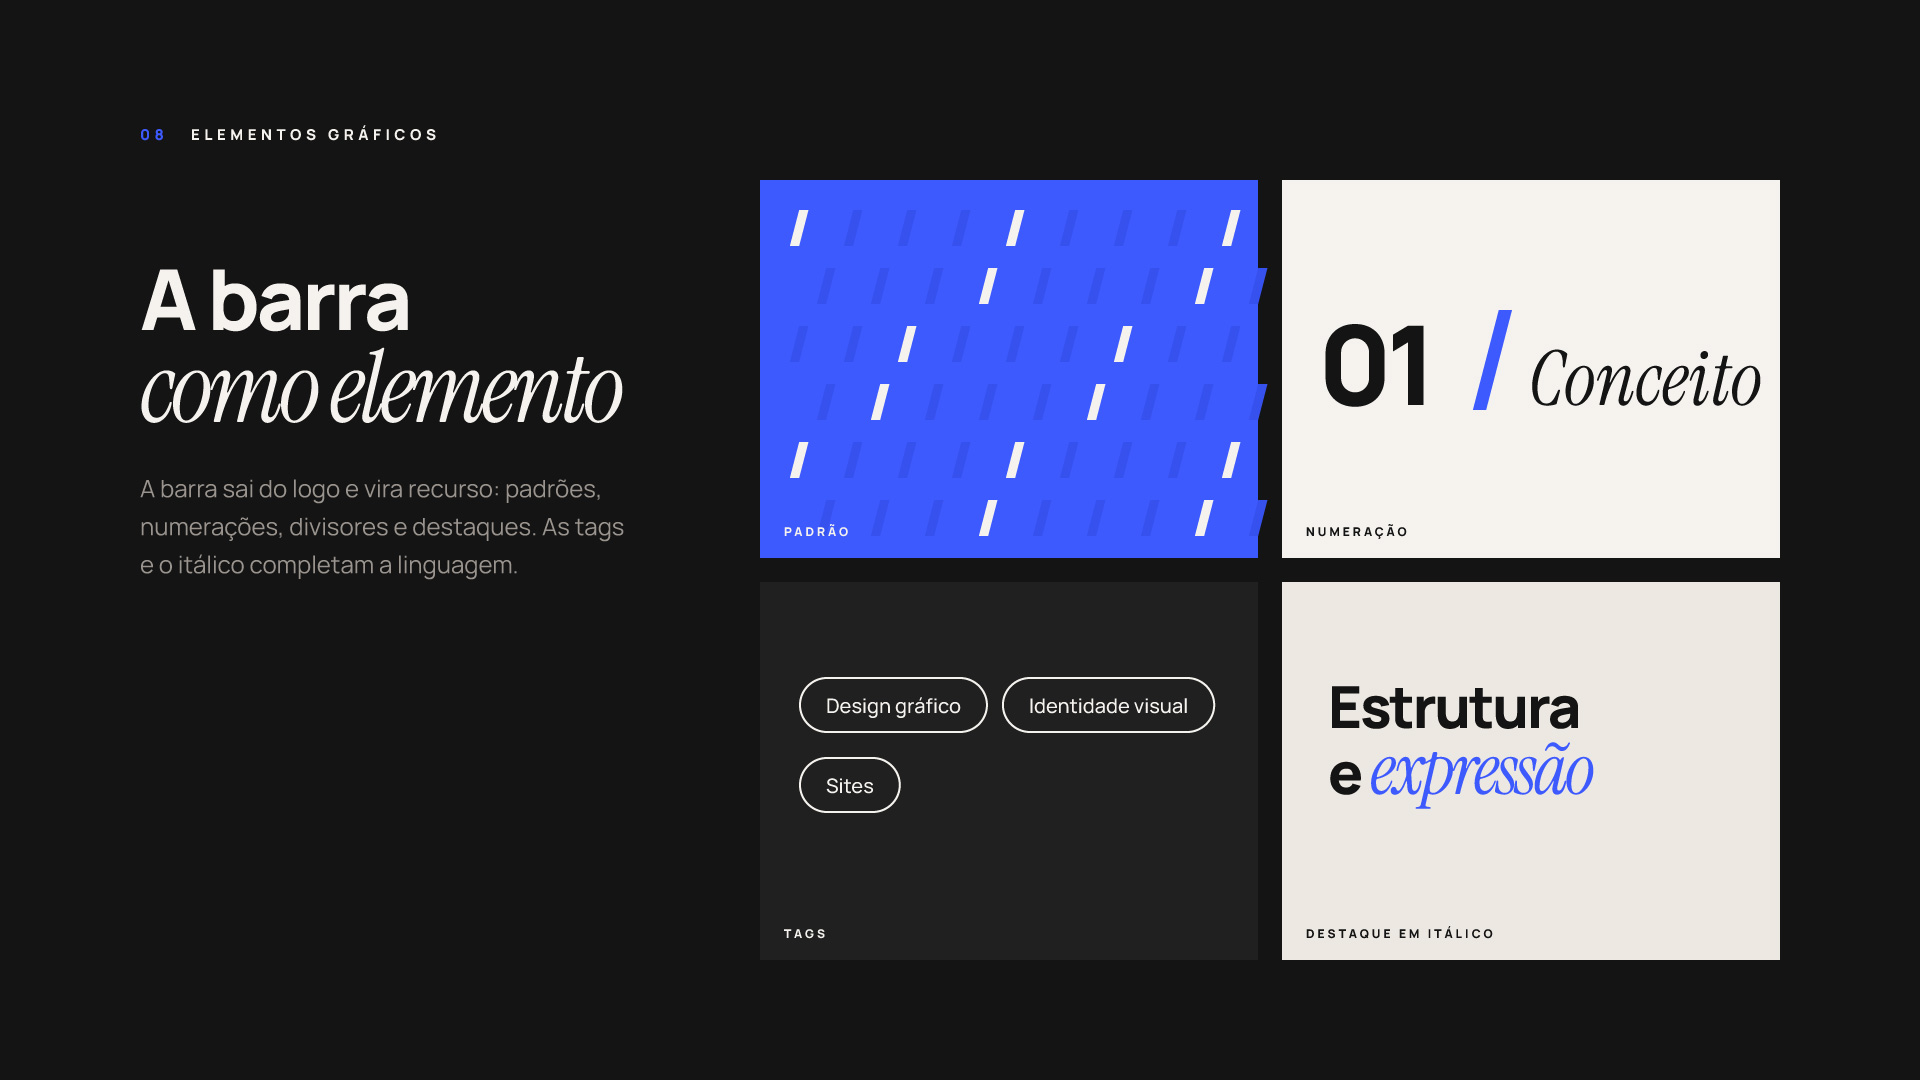 08 ELEMENTOS GRÁFICOS
A barra
como elemento
A barra sai do logo e vira recurso: padrões,
numerações, divisores e destaques. As tags
e o itálico completam a linguagem.
PADRÃO
01 / Conceito
NUMERAÇÃO
Design gráfico
Identidade visual
Sites
TAGS
Estrutura
e expressão
DESTAQUE EM ITÁLICO